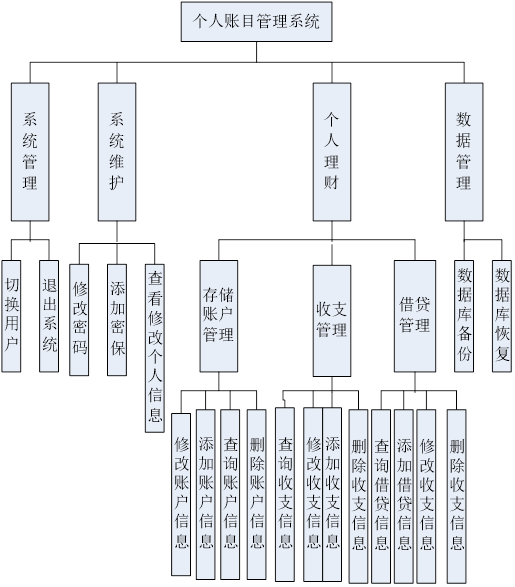 个人账目管理系统
系统管理
系统维护
个人理财
数据管理
切换用户
退出系统
修改密码
添加密保
查看修改个人信息
存储账户管理
收支管理
借贷管理
数据库备份
数据库恢复
修改账户信息
添加账户信息
查询账户信息
删除账户信息
查询收支信息
修改收支信息
添加收支信息
删除收支信息
查询借贷信息
添加借贷信息
修改收支信息
删除收支信息